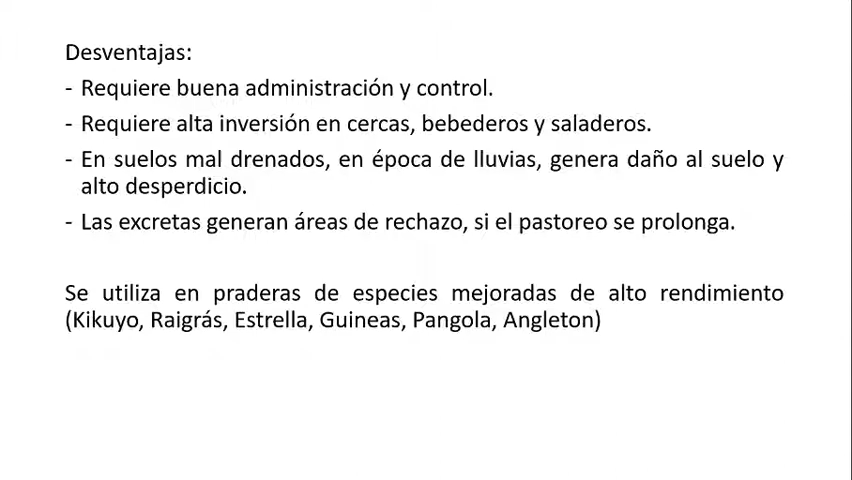 Desventajas:
- Requiere buena administración y control.
- Requiere alta inversión en cercas, bebederos y saladeros.
- En suelos mal drenados, en época de lluvias, genera daño al suelo y
alto desperdicio.
- Las excretas generan áreas de rechazo, si el pastoreo se prolonga.
Se utiliza en praderas de especies mejoradas de alto rendimiento
(Kikuyo, Raigrás, Estrella, Guineas, Pangola, Angleton)